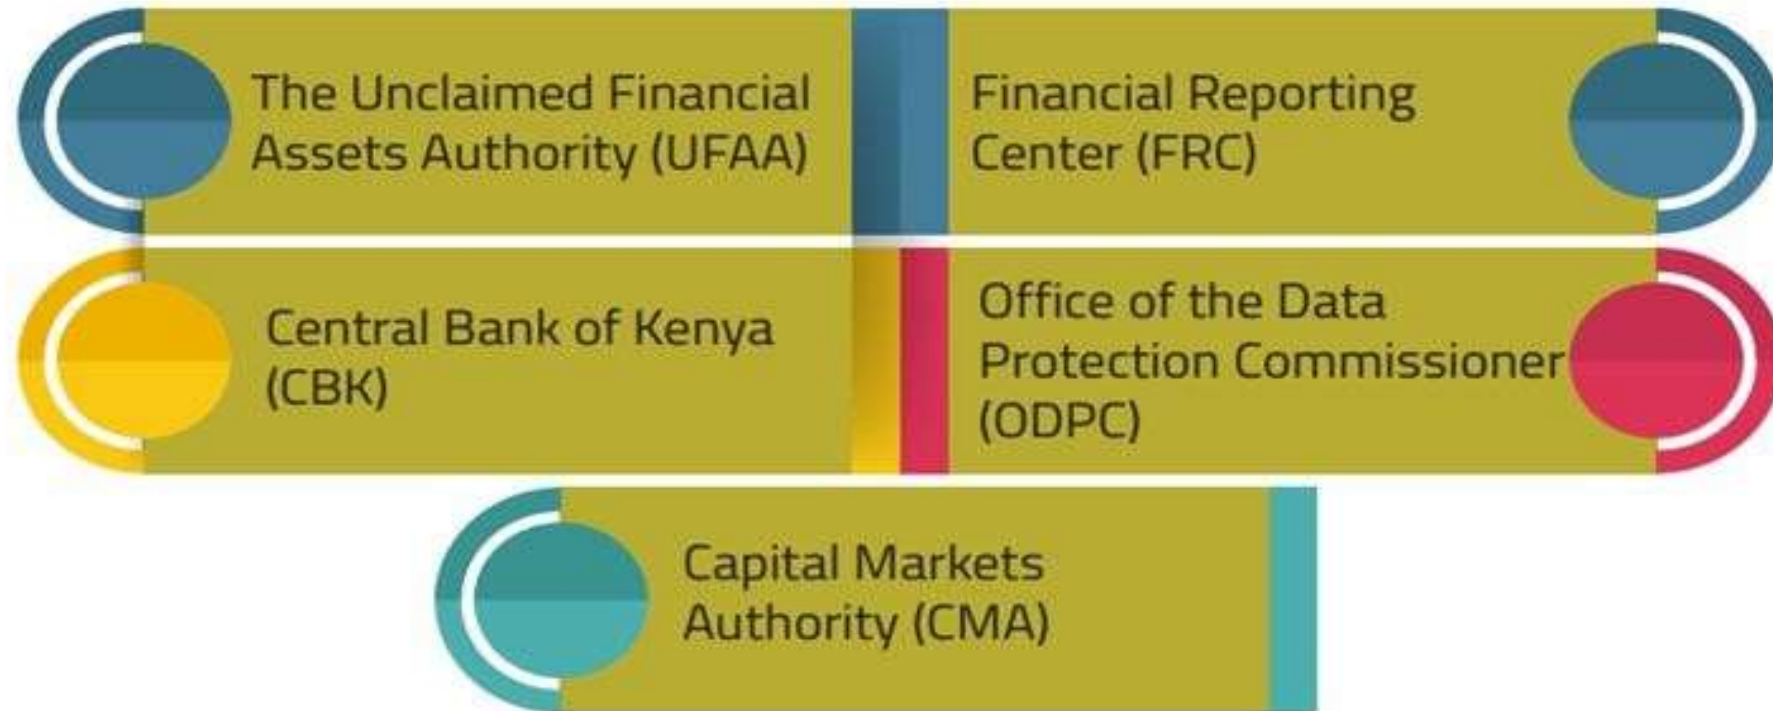 The Unclaimed Financial
Assets Authority (UFAA)
Financial Reporting
Center (FRC)
Central Bank of Kenya
(CBK)
Office of the Data
Protection Commissioner
(ODPC)
Capital Markets
Authority (CMA)